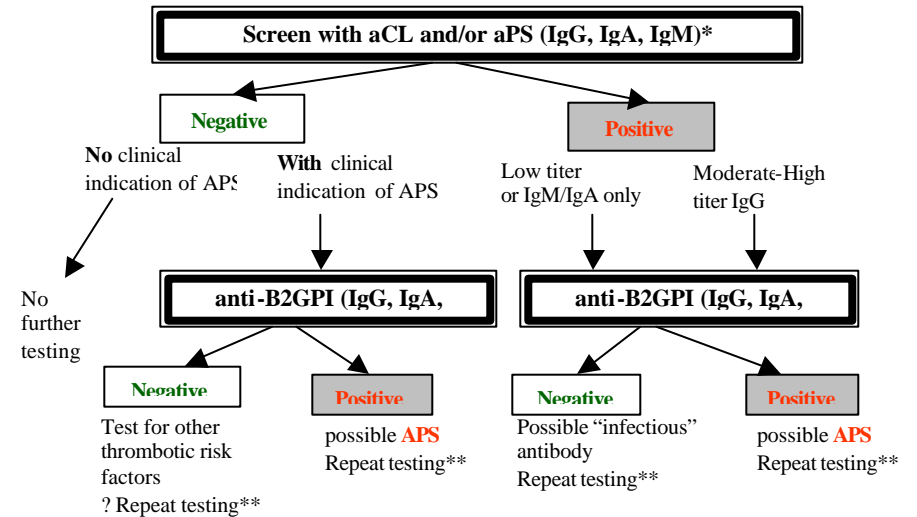 Screen with aCL and/or aPS (IgG, IgA, IgM)*
Negative
Positive
No clinical
indication of APS
With clinical
indication of APS
Low titer
or IgM/IgA only
Moderate-High
titer IgG
No
further
testing
anti-B2GPI (IgG, IgA,
anti-B2GPI (IgG, IgA,
Negative
Positive
Negative
Positive
Test for other
thrombotic risk
factors
? Repeat testing**
possible APS
Repeat testing**
Possible “infectious”
antibody
Repeat testing**
possible APS
Repeat testing**